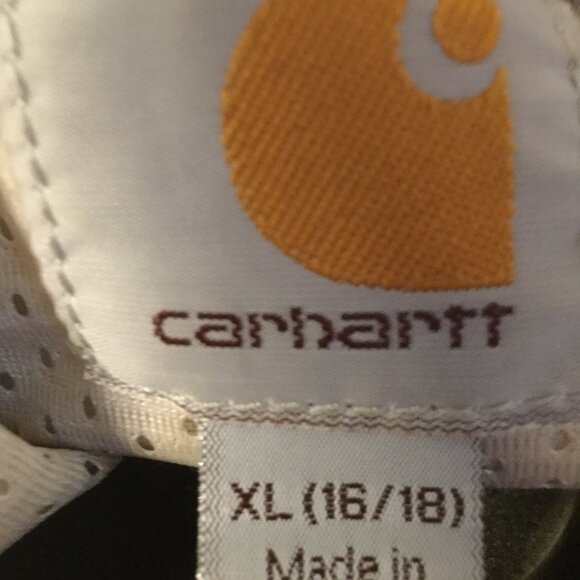 carhartt
XL (16/18)
Made in